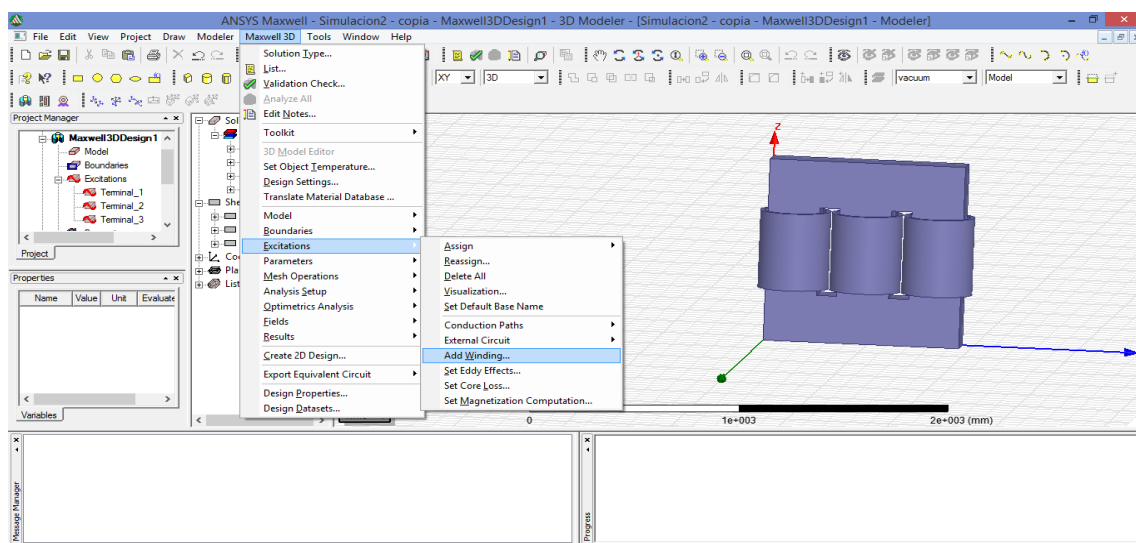 ANSYS Maxwell - Simulacion2 - copia - Maxwell3DDesign1 - 3D Modeler - [Simulacion2 - copia - Maxwell3DDesign1 - Modeler]
File Edit View Project Draw Modeler Maxwell 3D Tools Window Help
XY 3D vacuum Model
Project Manager
Maxwell3DDesign1
Model
Boundaries
Excitations
Terminal_1
Terminal_2
Terminal_3
Project
Properties
Name Value Unit Evaluate
Variables
Sol
She
Coo
Pla
List
Solution Type...
List...
Validation Check...
Analyze All
Edit Notes...
Toolkit
3D Model Editor
Set Object Temperature...
Design Settings...
Translate Material Database ...
Model
Boundaries
Excitations
Parameters
Mesh Operations
Analysis Setup
Optimetrics Analysis
Fields
Results
Create 2D Design...
Export Equivalent Circuit
Design Properties...
Design Datasets...
Assign
Reassign...
Delete All
Visualization...
Set Default Base Name
Conduction Paths
External Circuit
Add Winding...
Set Eddy Effects...
Set Core Loss...
Set Magnetization Computation...
Z
0 1e+003 2e+003 (mm)
Message Manager
Progress